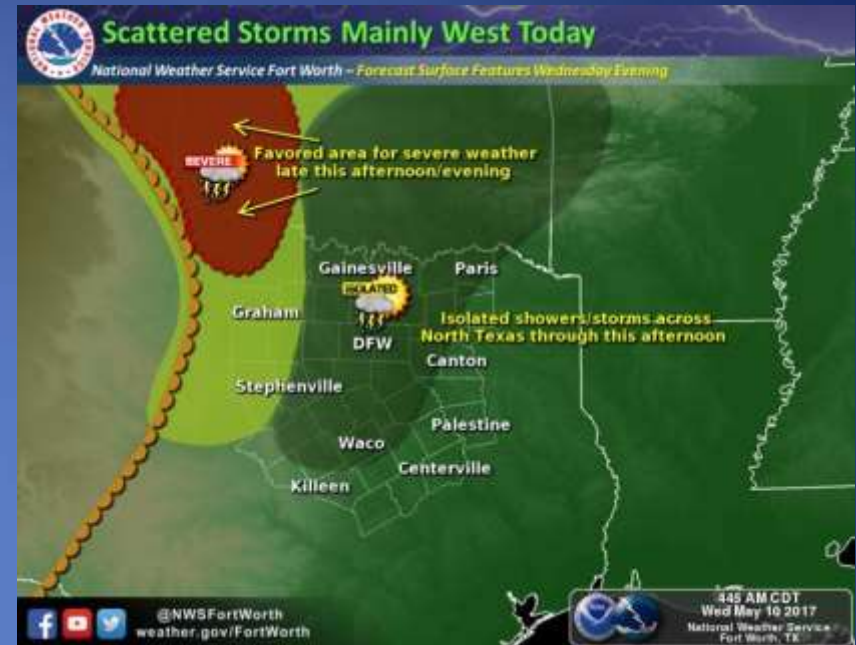 NATIONAL WEATHER SERVICE
Scattered Storms Mainly West Today
National Weather Service Fort Worth – Forecast Surface Features Wednesday Evening
SEVERE
Favored area for severe weather
late this afternoon/evening
Gainesville
Paris
ISOLATED
Graham
Isolated showers/storms across
North Texas through this afternoon
DFW
Canton
Stephenville
Palestine
Waco
Centerville
Killeen
@NWSFortWorth
weather.gov/FortWorth
445 AM CDT
Wed May 10 2017
National Weather Service
Fort Worth, TX